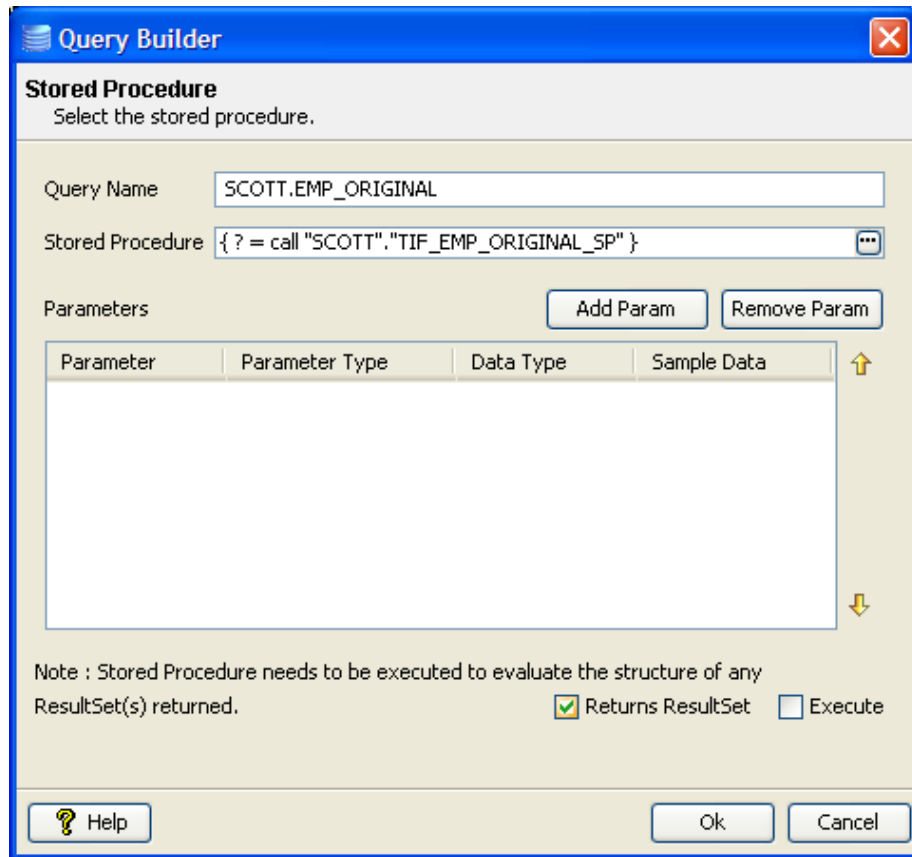 Query Builder
Stored Procedure
Select the stored procedure.
Query Name SCOTT.EMP_ORIGINAL
Stored Procedure { ? = call "SCOTT"."TIF_EMP_ORIGINAL_SP" } ...
Parameters Add Param Remove Param
Parameter Parameter Type Data Type Sample Data
Note : Stored Procedure needs to be executed to evaluate the structure of any
ResultSet(s) returned. Returns ResultSet Execute
? Help Ok Cancel